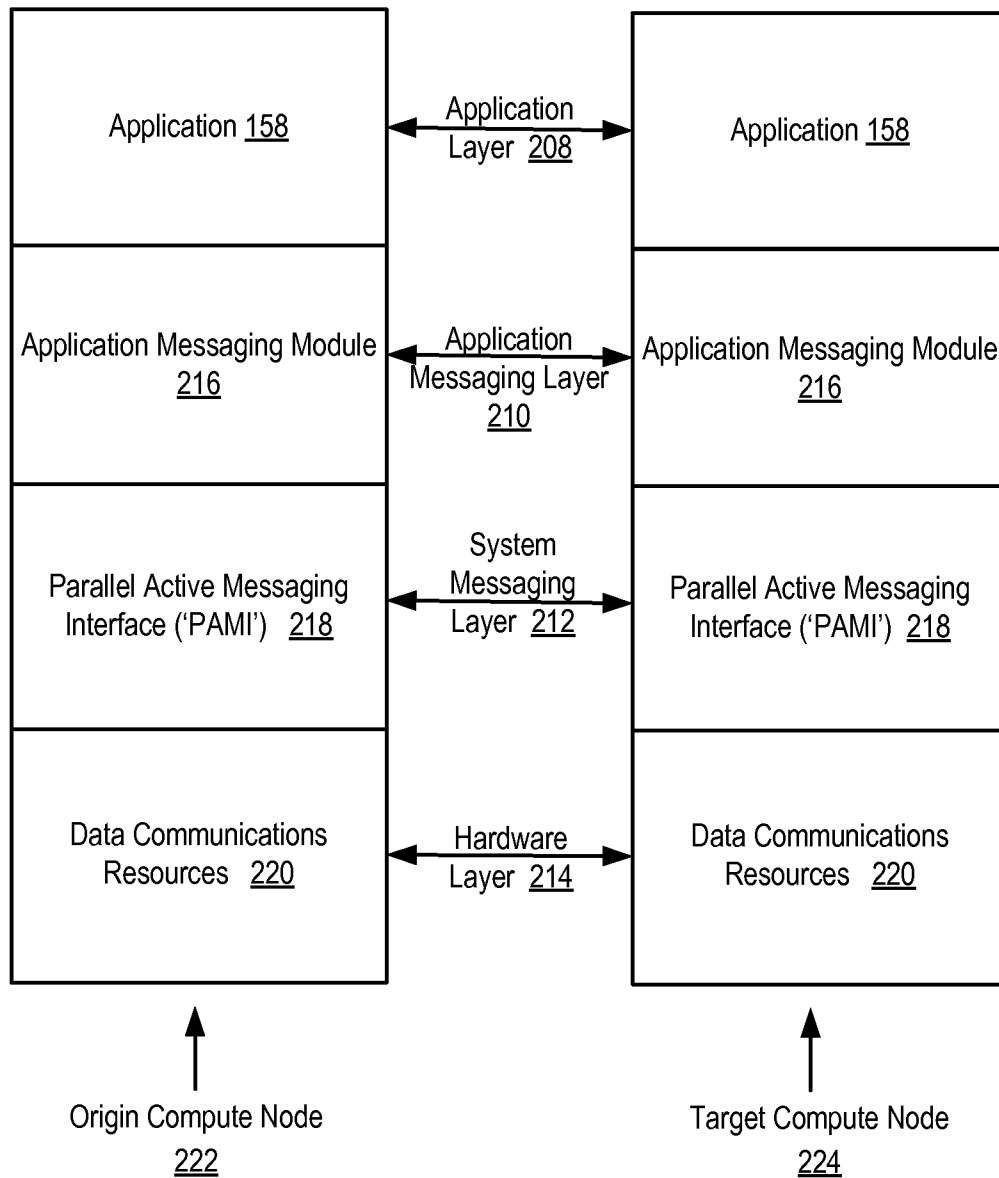 Application 158
Application
Layer 208
Application 158
Application Messaging Module
216
Application
Messaging Layer
210
Application Messaging Module
216
Parallel Active Messaging
Interface (‘PAMI’) 218
System
Messaging
Layer 212
Parallel Active Messaging
Interface (‘PAMI’) 218
Data Communications
Resources 220
Hardware
Layer 214
Data Communications
Resources 220
Origin Compute Node
222
Target Compute Node
224